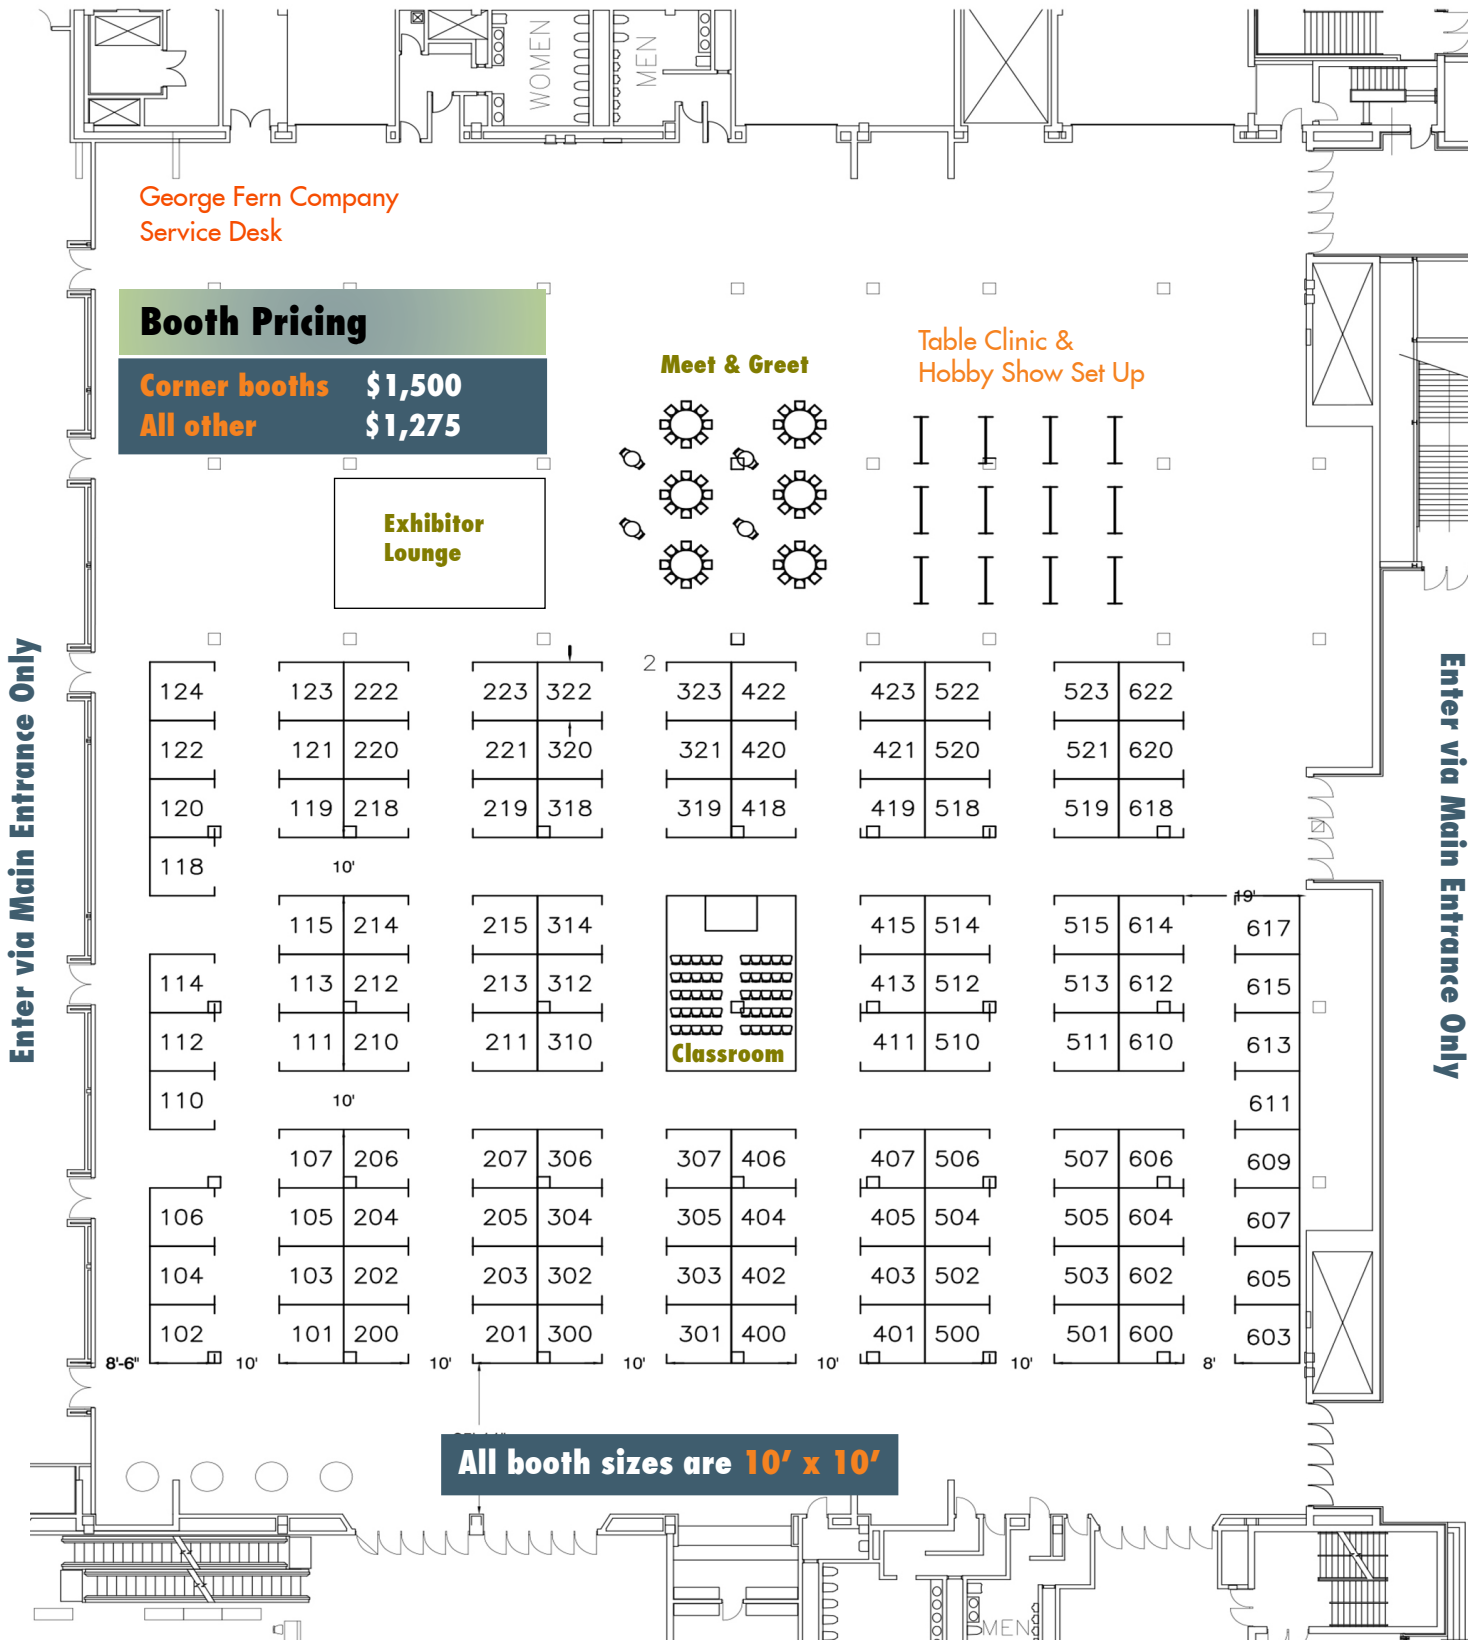 WOMEN
MEN
George Fern Company
Service Desk
Booth Pricing
Corner booths $1,500
All other $1,275
Meet & Greet
Table Clinic &
Hobby Show Set Up
Exhibitor
Lounge
Enter via Main Entrance Only
Enter via Main Entrance Only
2
124 123 222 223 322 323 422 423 522 523 622
122 121 220 221 320 321 420 421 520 521 620
120 119 218 219 318 319 418 419 518 519 618
118 10'
19'
115 214 215 314 415 514 515 614 617
114 113 212 213 312 413 512 513 612 615
112 111 210 211 310 411 510 511 610 613
Classroom
110 10' 611
107 206 207 306 307 406 407 506 507 606 609
106 105 204 205 304 305 404 405 504 505 604 607
104 103 202 203 302 303 402 403 502 503 602 605
102 101 200 201 300 301 400 401 500 501 600 603
8'-6" 10' 10' 10' 10' 10' 8'
All booth sizes are 10' x 10'
MEN